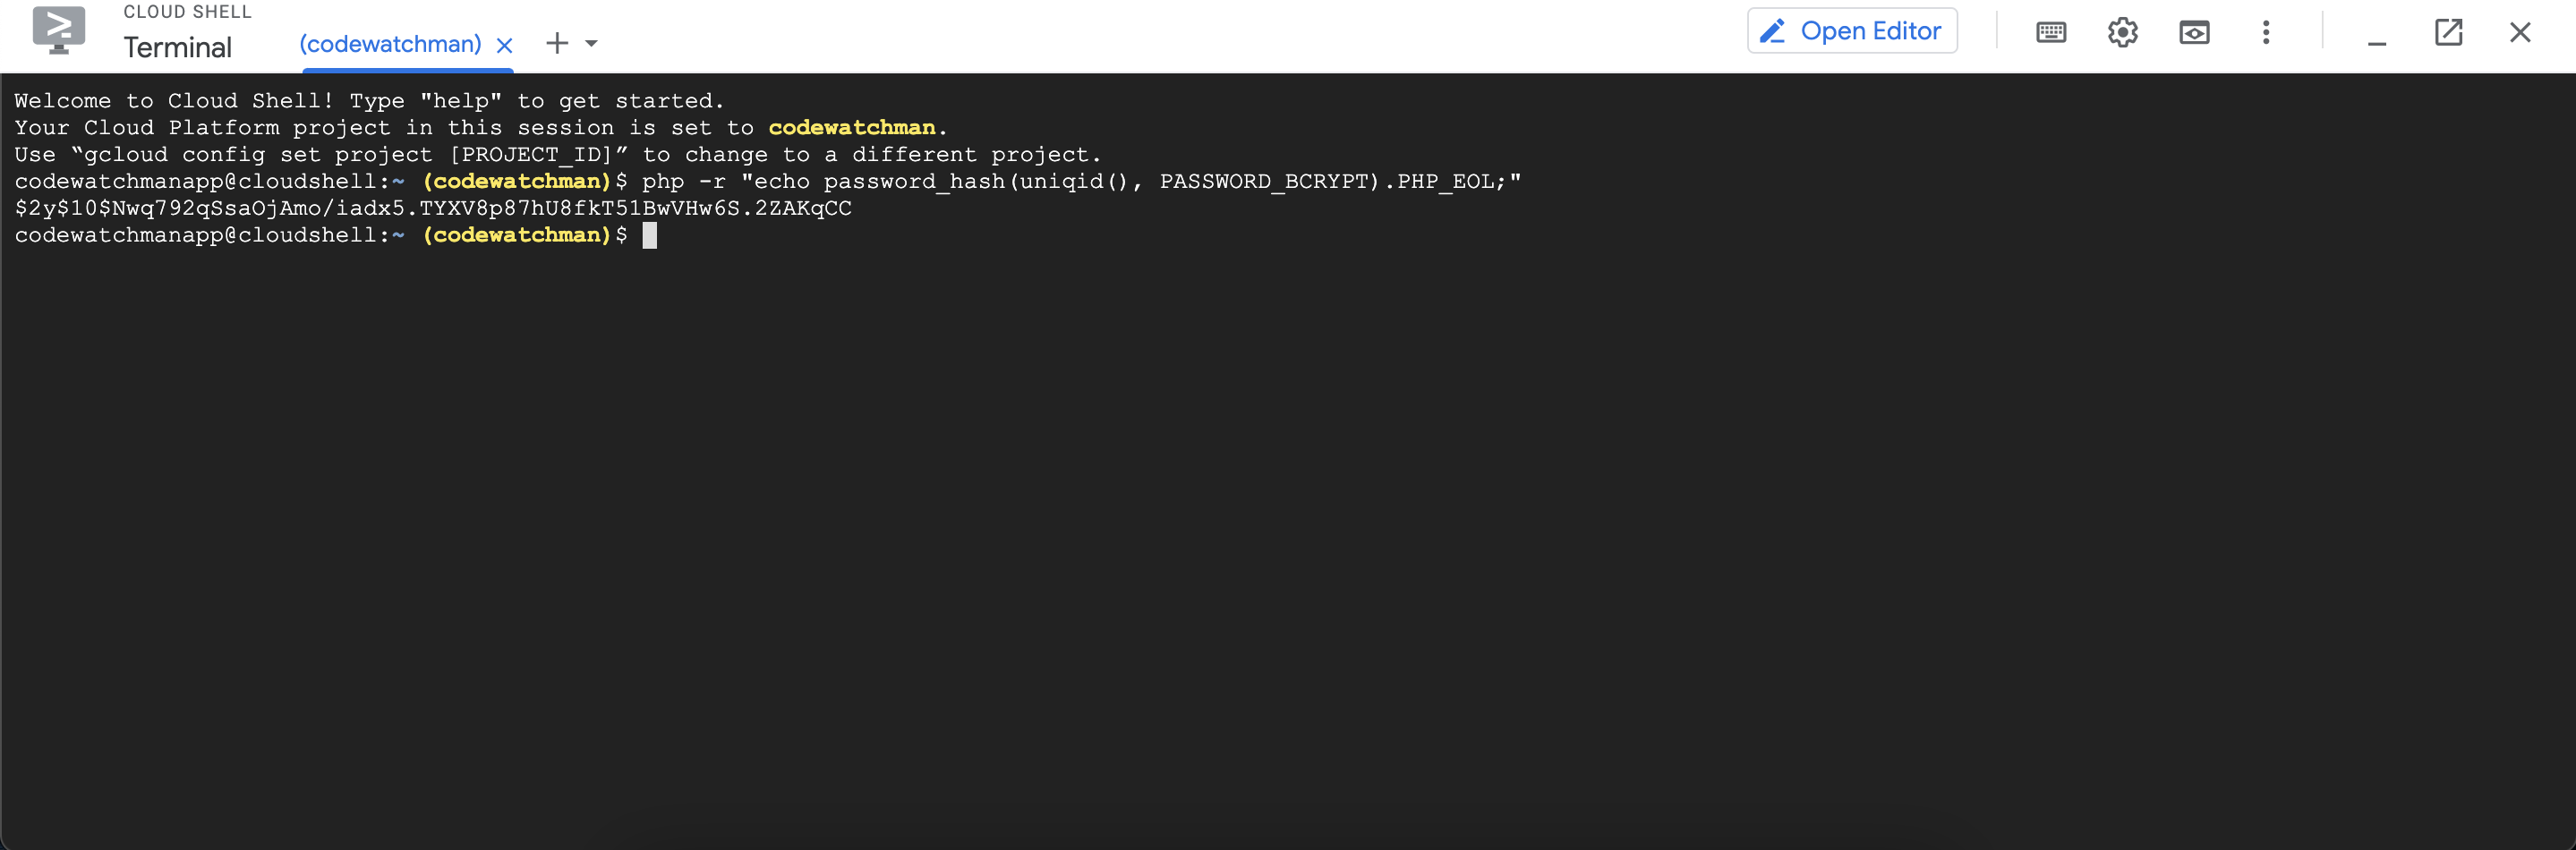 CLOUD SHELL
Terminal
(codewatchman)
Open Editor
Welcome to Cloud Shell! Type "help" to get started.
Your Cloud Platform project in this session is set to codewatchman.
Use “gcloud config set project [PROJECT_ID]” to change to a different project.
codewatchmanapp@cloudshell:~ (codewatchman)$ php -r "echo password_hash(uniqid(), PASSWORD_BCRYPT).PHP_EOL;"
$2y$10$Nwq792qSsaOjAmo/iadx5.TYXV8p87hU8fkT51BwVHw6S.2ZAKqCC
codewatchmanapp@cloudshell:~ (codewatchman)$